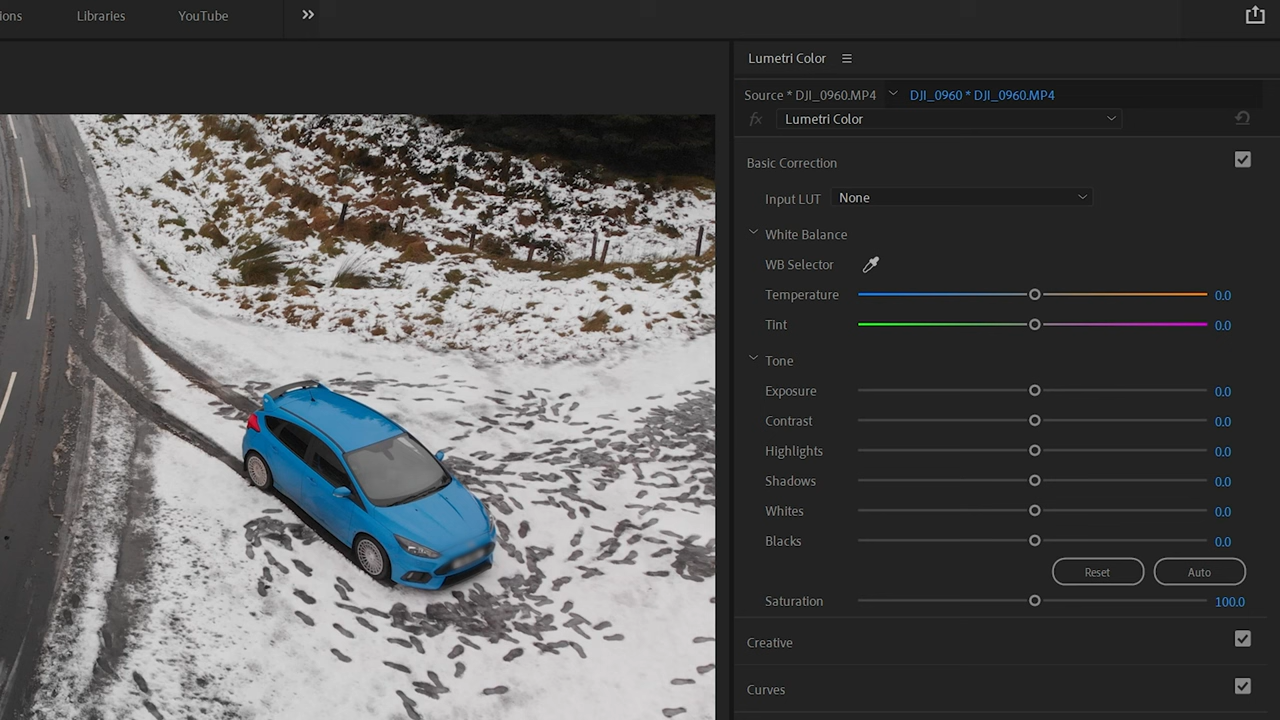 ions Libraries YouTube
Lumetri Color
Source * DJI_0960.MP4 DJI_0960 * DJI_0960.MP4
fx Lumetri Color
Basic Correction
Input LUT None
White Balance
WB Selector
Temperature 0.0
Tint 0.0
Tone
Exposure 0.0
Contrast 0.0
Highlights 0.0
Shadows 0.0
Whites 0.0
Blacks 0.0
Reset Auto
Saturation 100.0
Creative
Curves